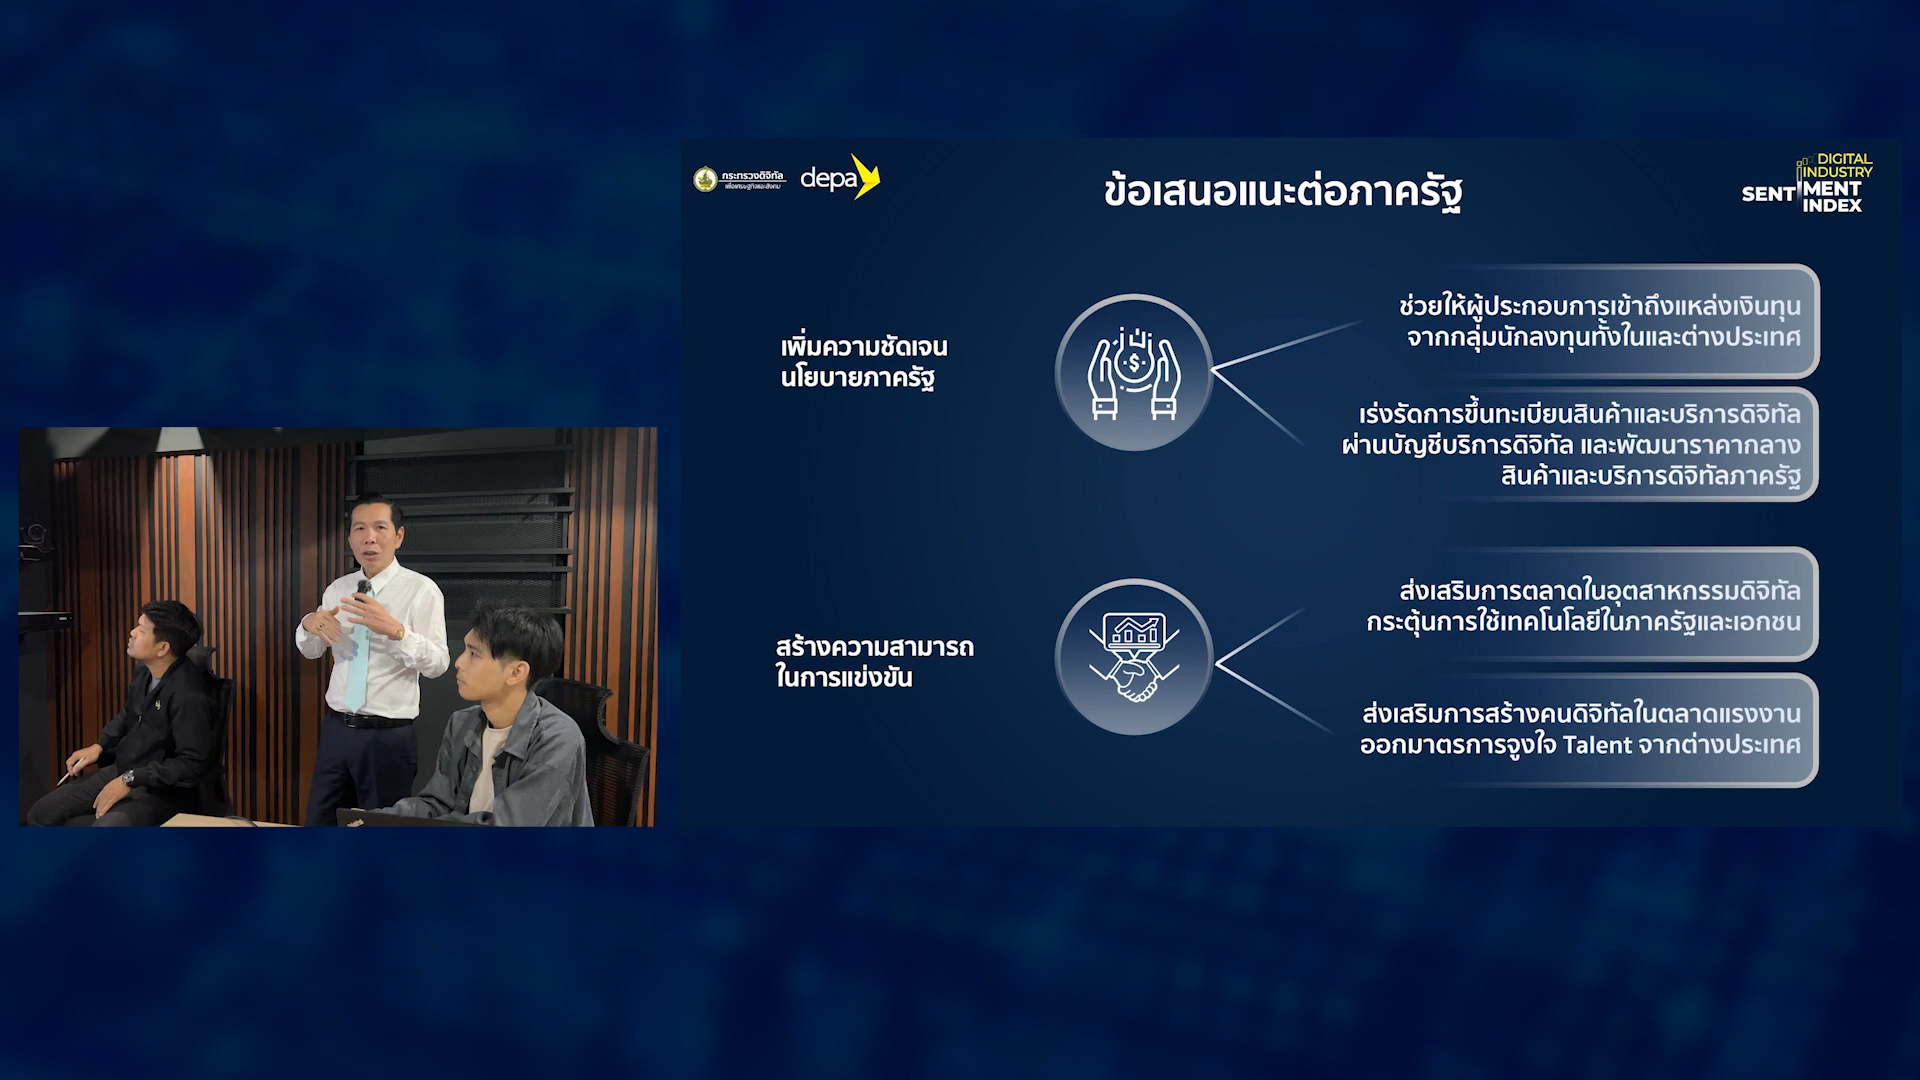 กระทรวงดิจิทัล
เพื่อเศรษฐกิจและสังคม
depa
ข้อเสนอแนะต่อภาครัฐ
DIGITAL
INDUSTRY
SENTIMENT
INDEX
เพิ่มความชัดเจน
นโยบายภาครัฐ
ช่วยให้ผู้ประกอบการเข้าถึงแหล่งเงินทุน
จากกลุ่มนักลงทุนทั้งในและต่างประเทศ
เร่งรัดการขึ้นทะเบียนสินค้าและบริการดิจิทัล
ผ่านบัญชีบริการดิจิทัล และพัฒนาราคากลาง
สินค้าและบริการดิจิทัลภาครัฐ
สร้างความสามารถ
ในการแข่งขัน
ส่งเสริมการตลาดในอุตสาหกรรมดิจิทัล
กระตุ้นการใช้เทคโนโลยีในภาครัฐและเอกชน
ส่งเสริมการสร้างคนดิจิทัลในตลาดแรงงาน
ออกมาตรการจูงใจ Talent จากต่างประเทศ